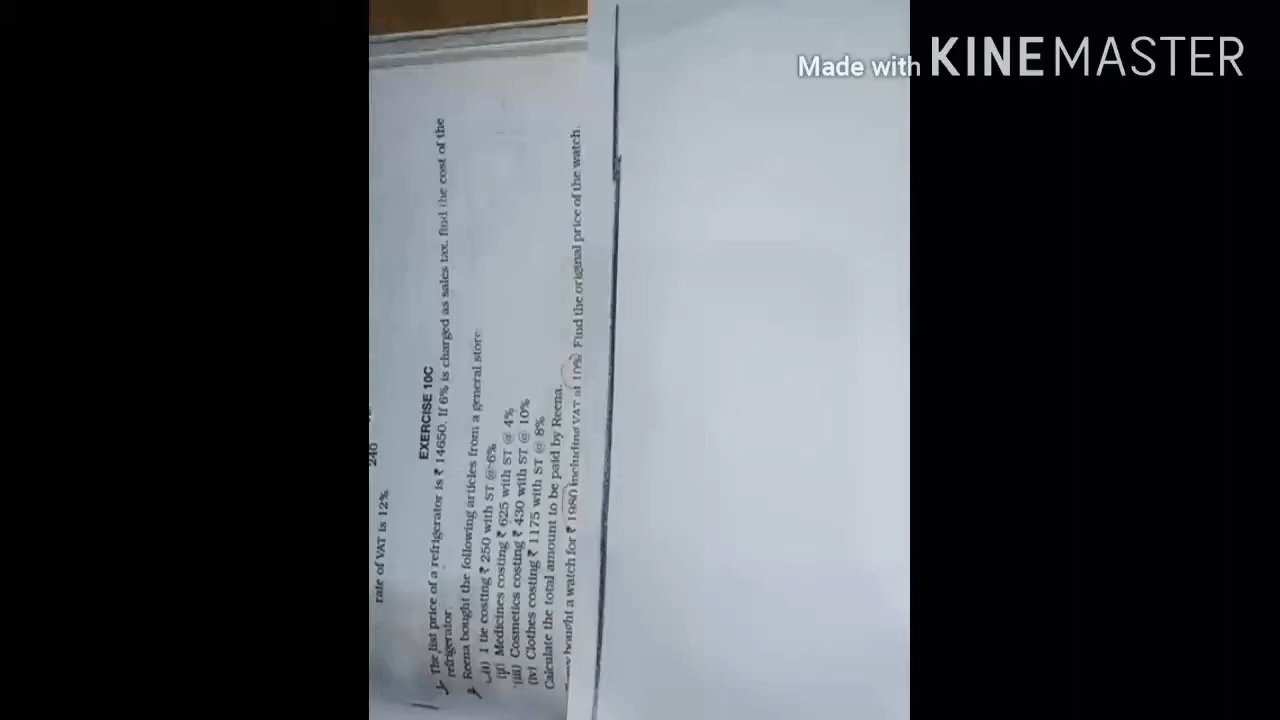 Made with KINEMASTER
240
rate of VAT is 12%.
EXERCISE 10C
The list price of a refrigerator is ₹ 14650. If 6% is charged as sales tax, find the cost of the
refrigerator.
Reena bought the following articles from a general store:
(i) 1 tie costing ₹ 250 with ST @ 6%
(ii) Medicines costing ₹ 625 with ST @ 4%
(iii) Cosmetics costing ₹ 430 with ST @ 10%
(iv) Clothes costing ₹ 1175 with ST @ 8%
Calculate the total amount to be paid by Reena.
bought a watch for ₹ 1980 including VAT at 10%. Find the original price of the watch.